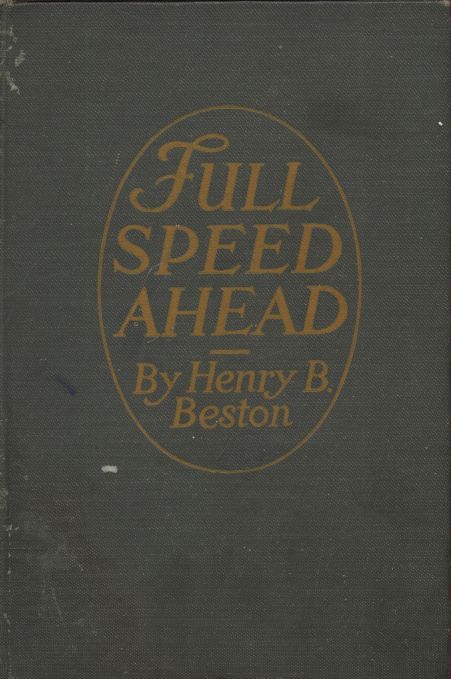 FULL
SPEED
AHEAD
By Henry B.
Beston